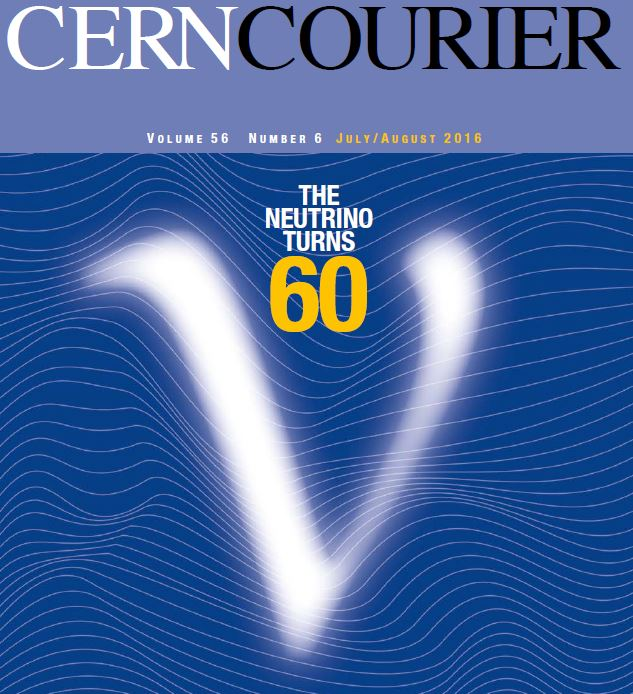 CERNCOURIER
VOLUME 56 NUMBER 6 JULY/AUGUST 2016
THE
NEUTRINO
TURNS
60
ν